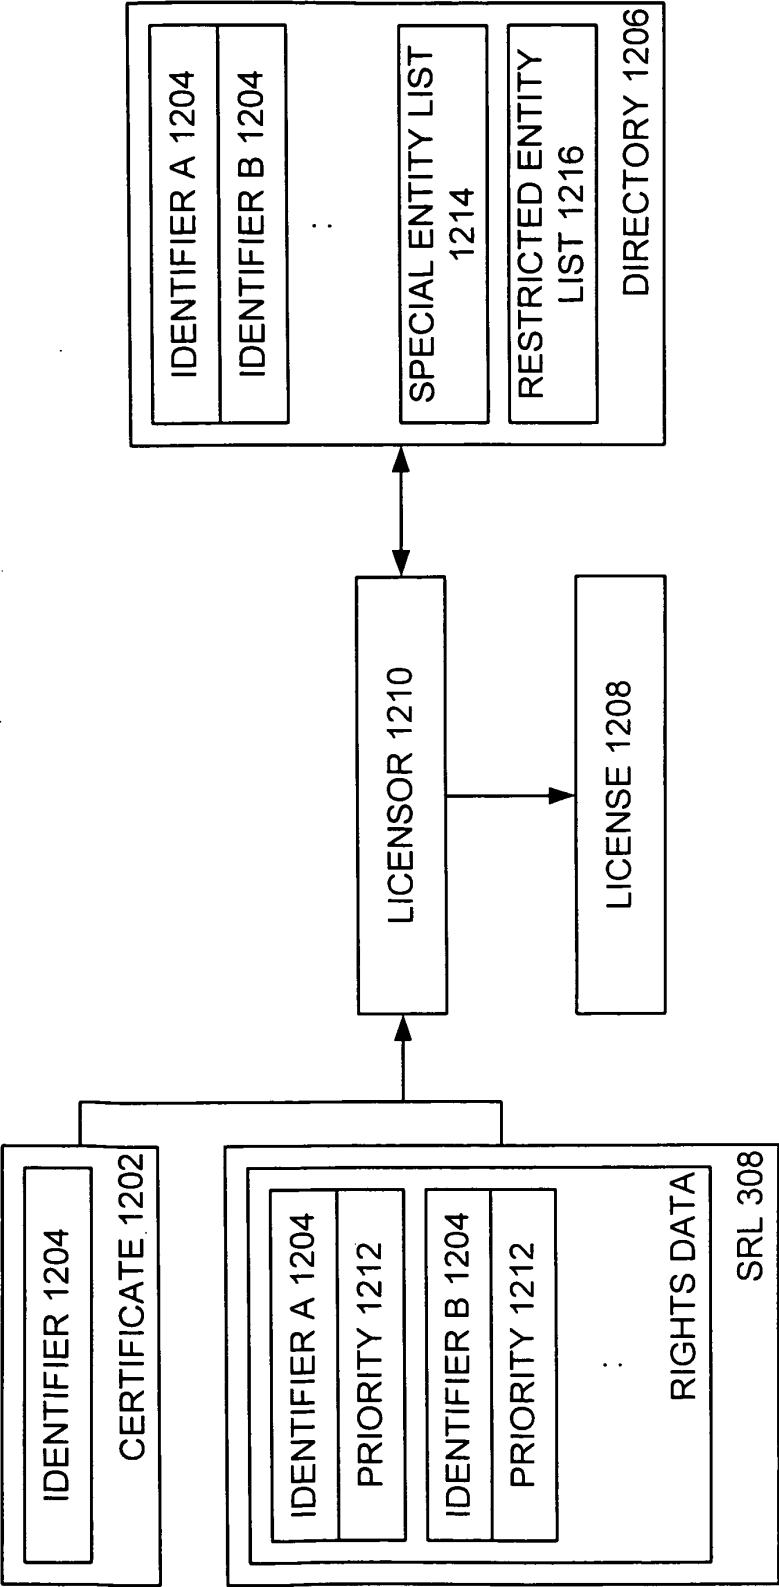 IDENTIFIER 1204
CERTIFICATE 1202
IDENTIFIER A 1204
PRIORITY 1212
IDENTIFIER B 1204
PRIORITY 1212
RIGHTS DATA
SRL 308
LICENSOR 1210
LICENSE 1208
IDENTIFIER A 1204
IDENTIFIER B 1204
SPECIAL ENTITY LIST
1214
RESTRICTED ENTITY
LIST 1216
DIRECTORY 1206